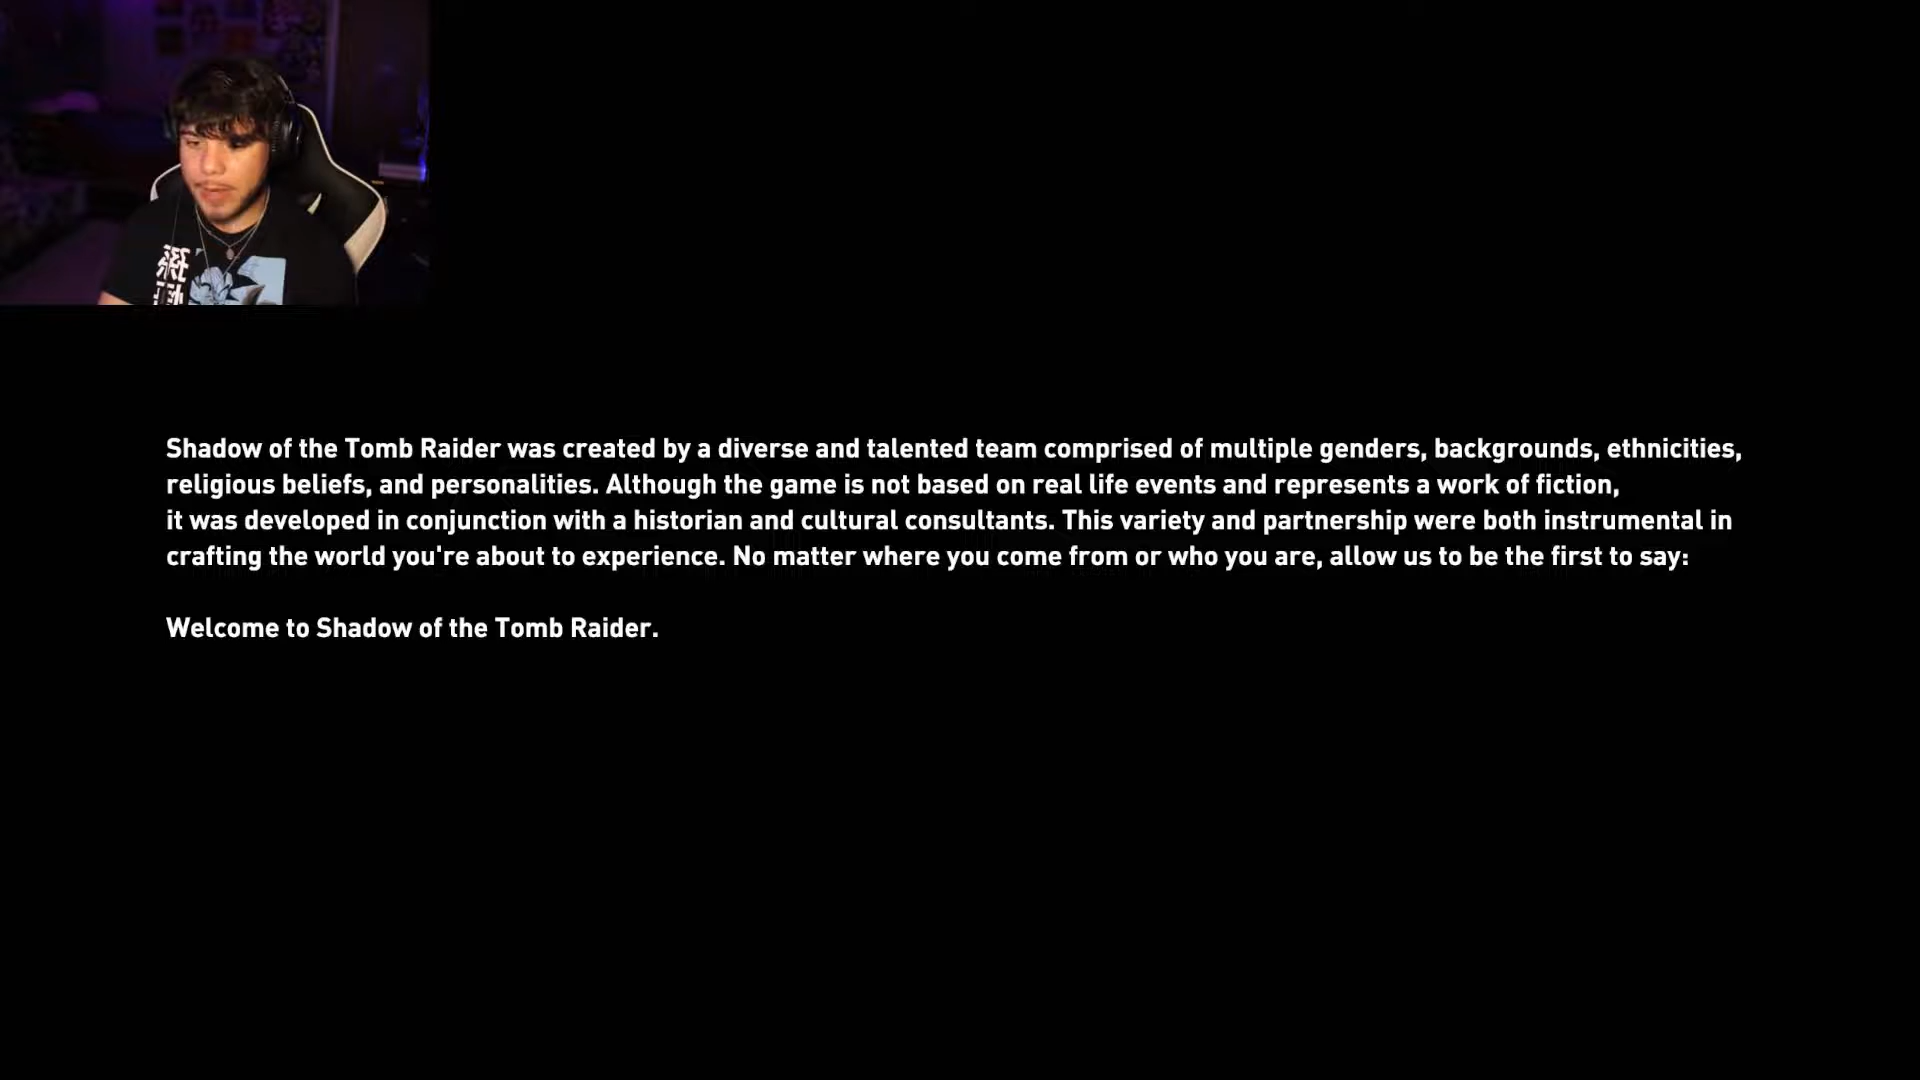 Shadow of the Tomb Raider was created by a diverse and talented team comprised of multiple genders, backgrounds, ethnicities,
religious beliefs, and personalities. Although the game is not based on real life events and represents a work of fiction,
it was developed in conjunction with a historian and cultural consultants. This variety and partnership were both instrumental in
crafting the world you're about to experience. No matter where you come from or who you are, allow us to be the first to say:
Welcome to Shadow of the Tomb Raider.